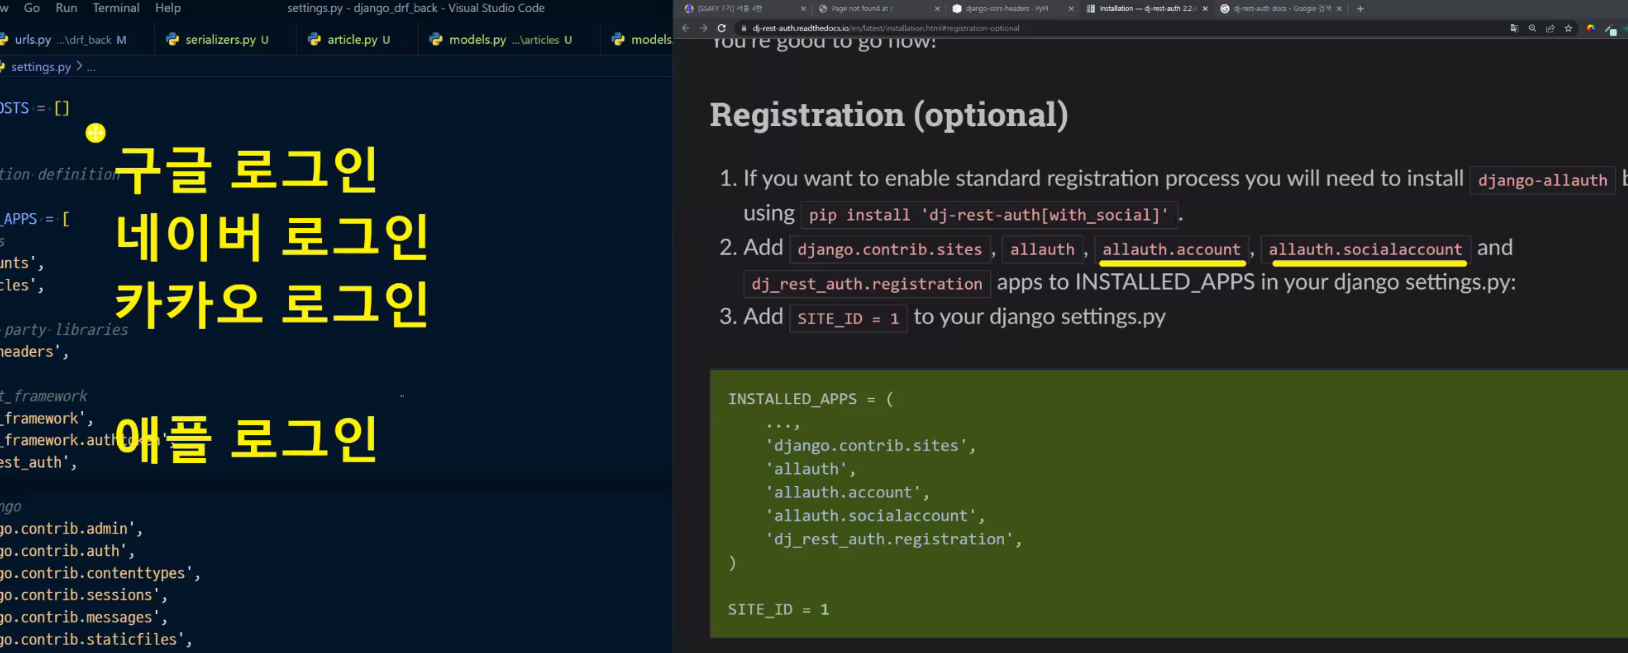 Go Run Terminal Help settings.py - django_drf_back - Visual Studio Code
urls.py ...\drf_back M serializers.py U article.py U models.py ...\articles U models.
settings.py > ...
OSTS = []
tion definition
_APPS = [
s
unts',
cles',
party libraries
headers',
t_framework
_framework',
_framework.auth
est_auth',
ngo
go.contrib.admin',
go.contrib.auth',
go.contrib.contenttypes',
go.contrib.sessions',
go.contrib.messages',
go.contrib.staticfiles',
구글 로그인
네이버 로그인
카카오 로그인
애플 로그인
[SSAFY 7기] 서울 4반 Page not found at / django-cors-headers · PyPI Installation — dj-rest-auth 2.2. dj-rest-auth docs - Google 검색
dj-rest-auth.readthedocs.io/en/latest/installation.html#registration-optional
You're good to go now!
Registration (optional)
1. If you want to enable standard registration process you will need to install django-allauth b
using pip install 'dj-rest-auth[with_social]' .
2. Add django.contrib.sites , allauth , allauth.account , allauth.socialaccount and
dj_rest_auth.registration apps to INSTALLED_APPS in your django settings.py:
3. Add SITE_ID = 1 to your django settings.py
INSTALLED_APPS = (
...,
'django.contrib.sites',
'allauth',
'allauth.account',
'allauth.socialaccount',
'dj_rest_auth.registration',
)
SITE_ID = 1